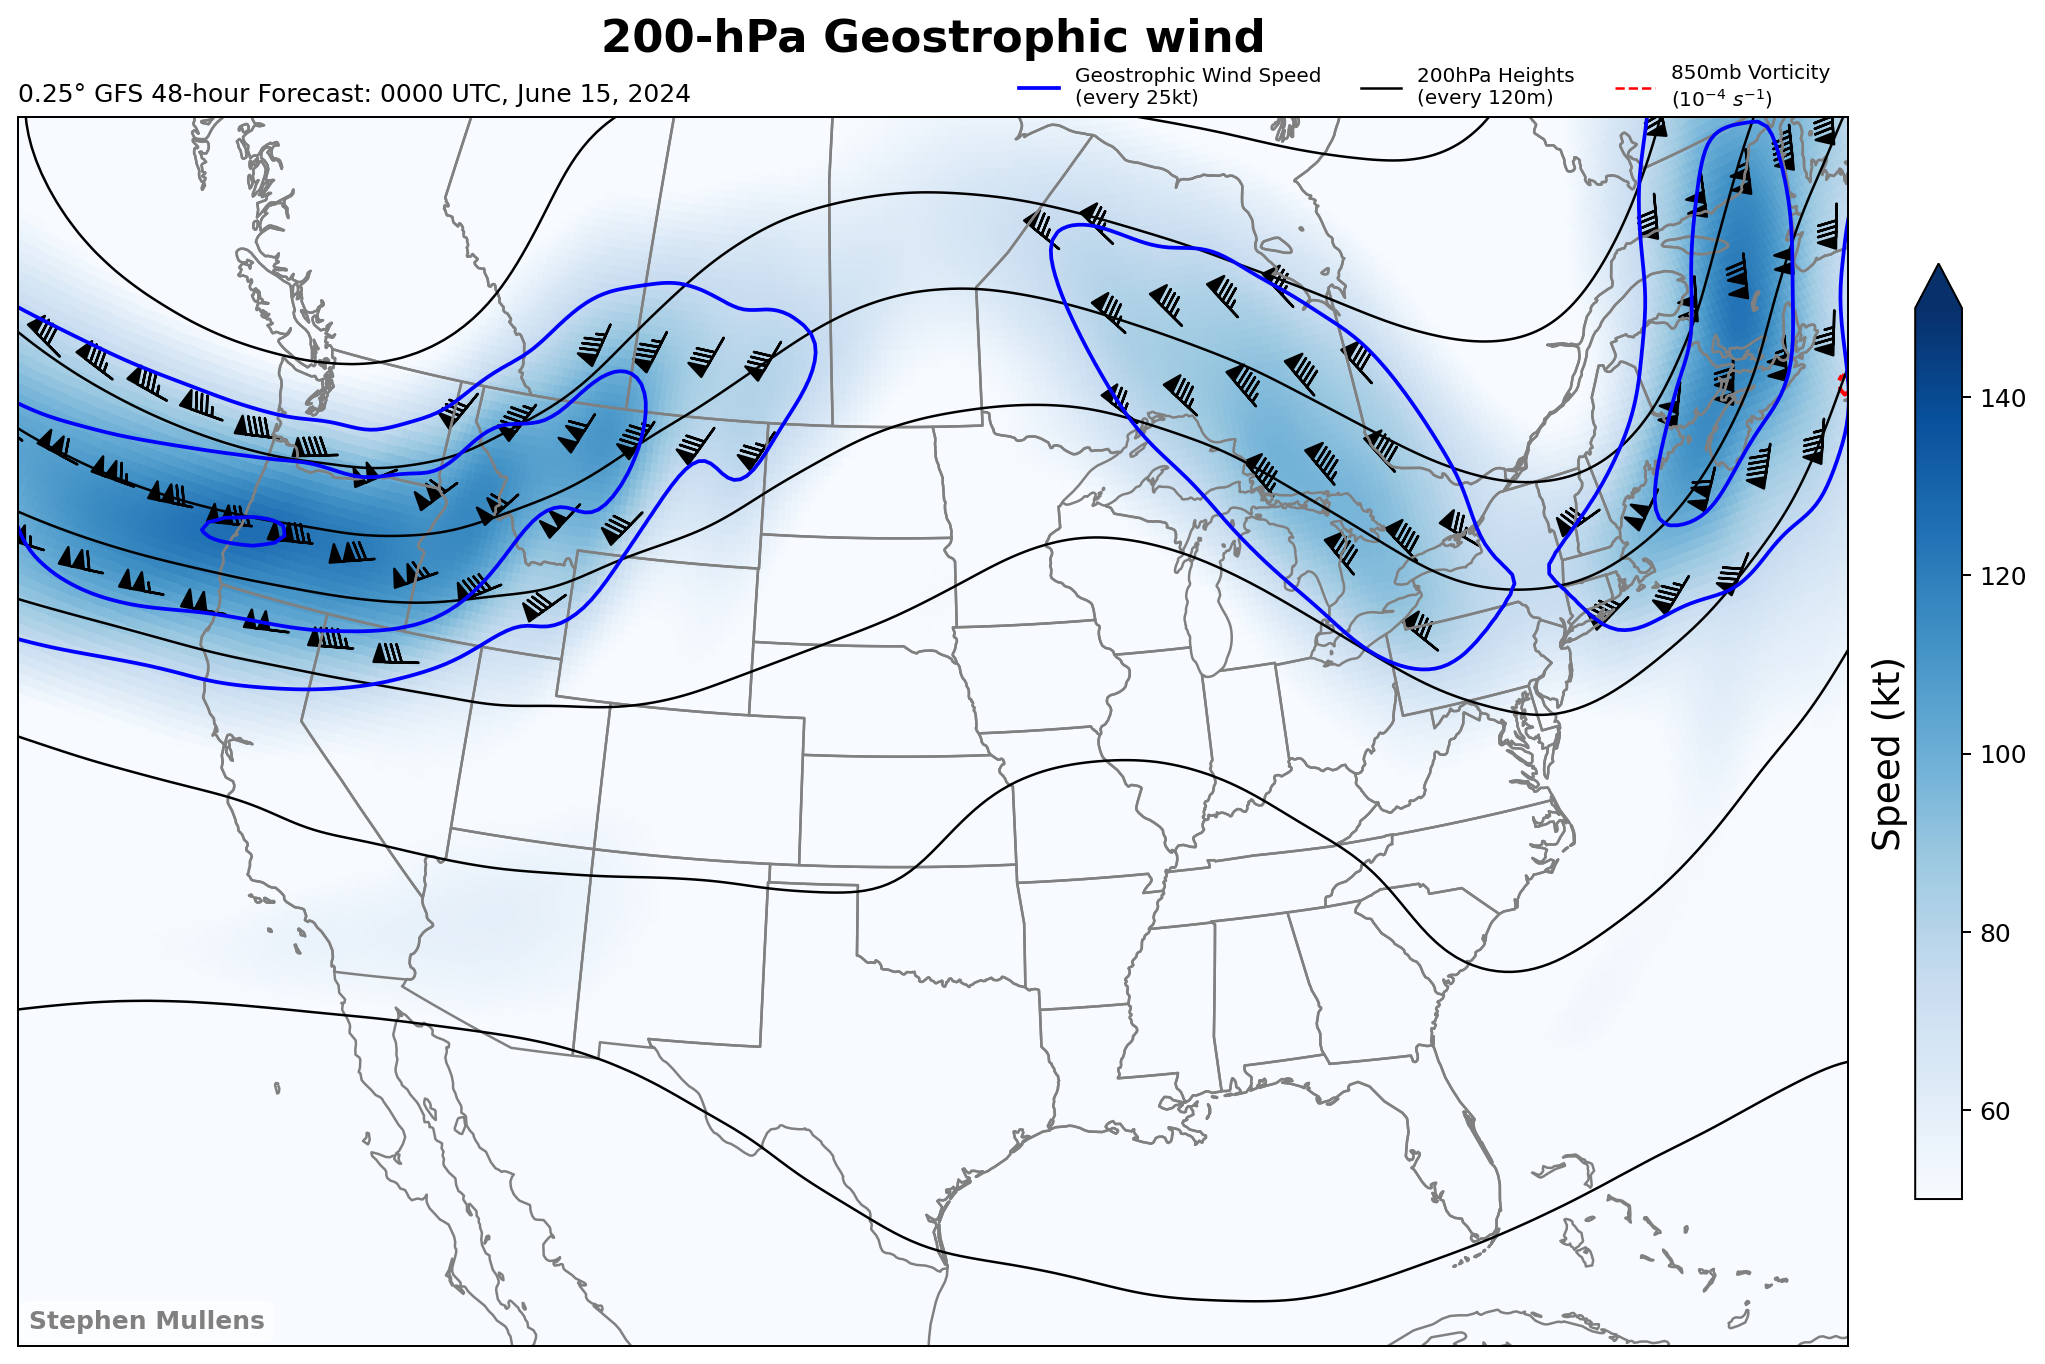 200-hPa Geostrophic wind
0.25° GFS 48-hour Forecast: 0000 UTC, June 15, 2024
Geostrophic Wind Speed
(every 25kt)
200hPa Heights
(every 120m)
850mb Vorticity
(10⁻⁴ s⁻¹)
140
120
100
80
60
Speed (kt)
Stephen Mullens